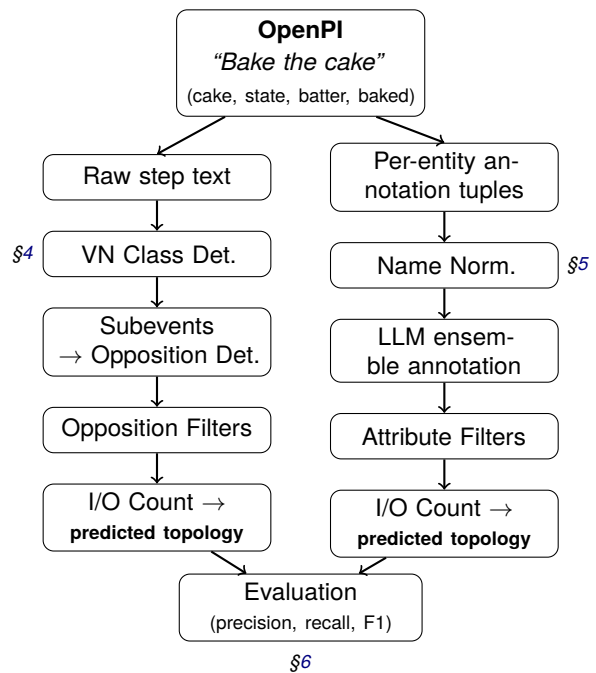 OpenPI
“Bake the cake”
(cake, state, batter, baked)
Raw step text
Per-entity an-
notation tuples
§4
VN Class Det.
Name Norm.
§5
Subevents
→ Opposition Det.
LLM ensem-
ble annotation
Opposition Filters
Attribute Filters
I/O Count →
predicted topology
I/O Count →
predicted topology
Evaluation
(precision, recall, F1)
§6